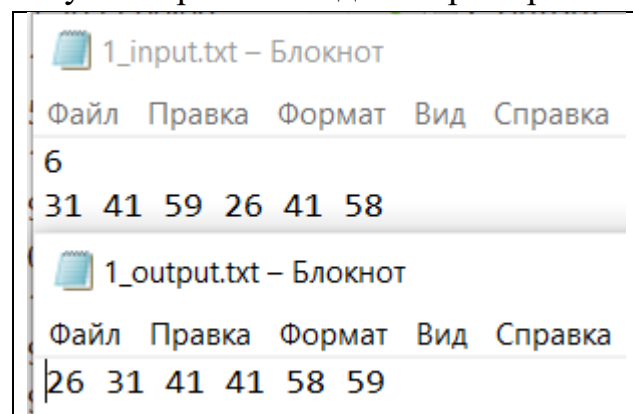 1_input.txt – Блокнот
Файл Правка Формат Вид Справка
6
31 41 59 26 41 58
1_output.txt – Блокнот
Файл Правка Формат Вид Справка
26 31 41 41 58 59